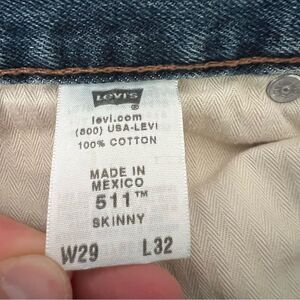 Levi's
®
levi.com
(800) USA-LEVI
100% COTTON
MADE IN
MEXICO
511™
SKINNY
W29 L32